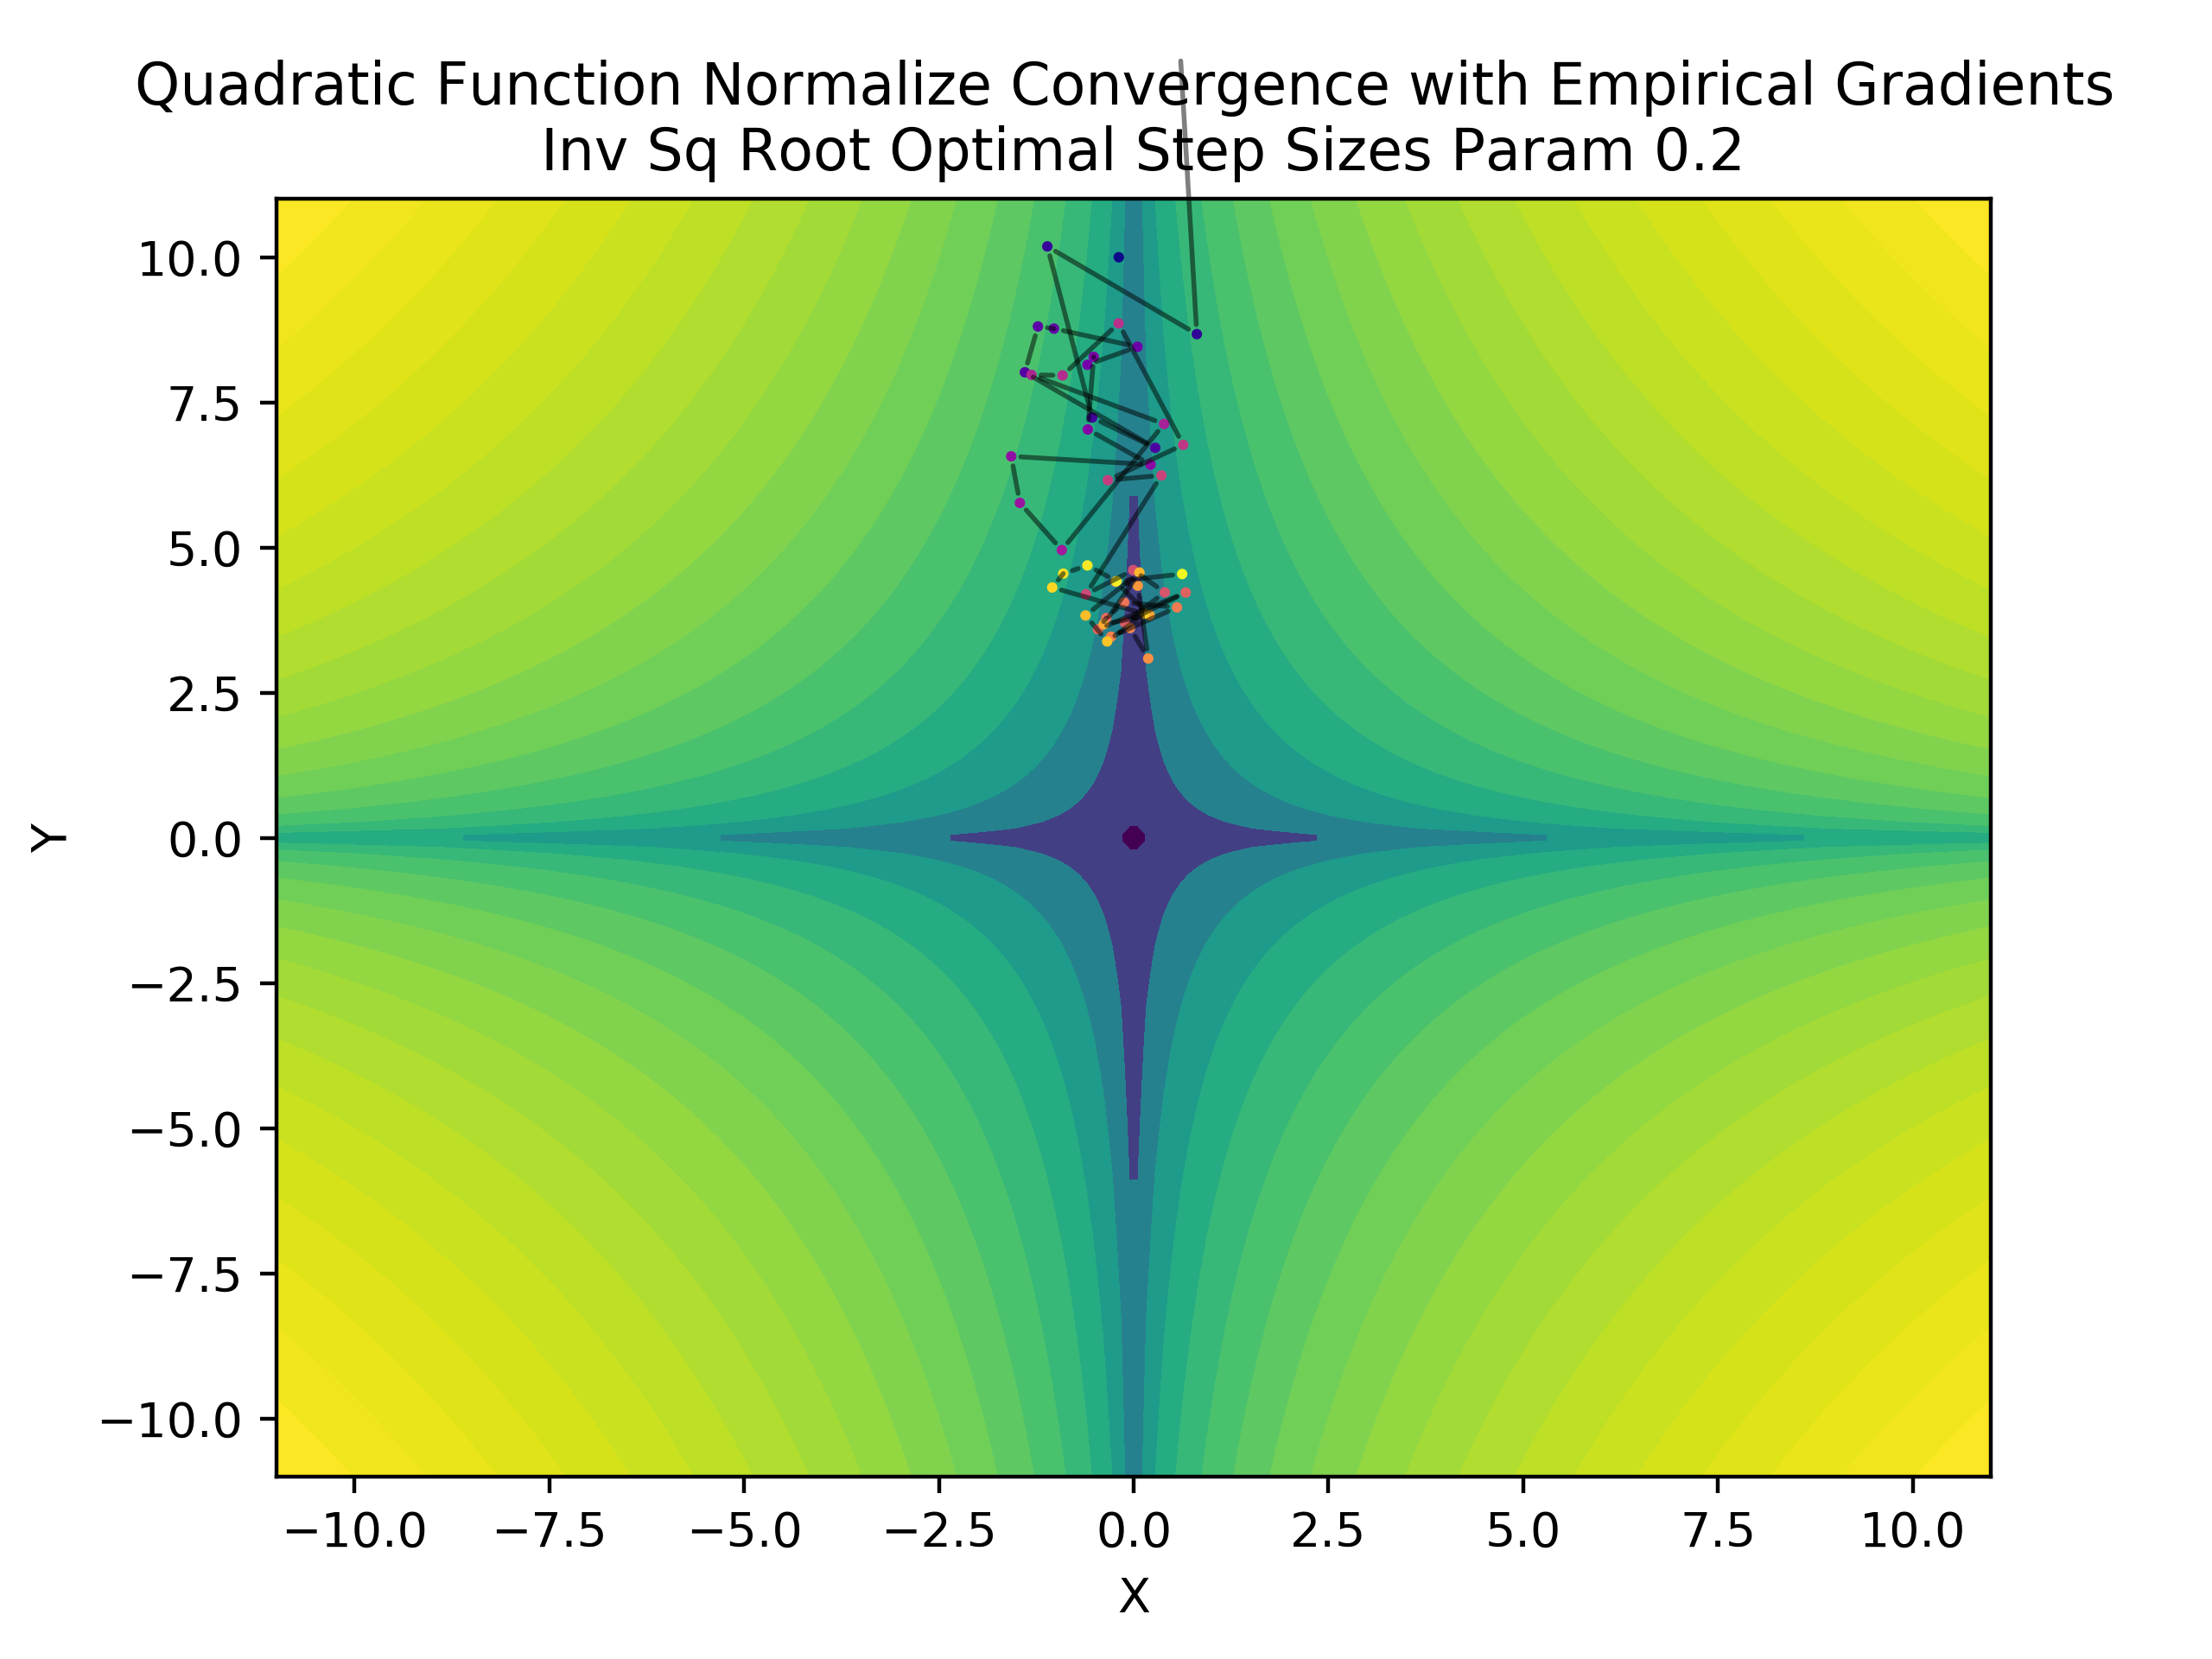 Quadratic Function Normalize Convergence with Empirical Gradients
Inv Sq Root Optimal Step Sizes Param 0.2
10.0
7.5
5.0
2.5
0.0
−2.5
−5.0
−7.5
−10.0
Y
−10.0 −7.5 −5.0 −2.5 0.0 2.5 5.0 7.5 10.0
X